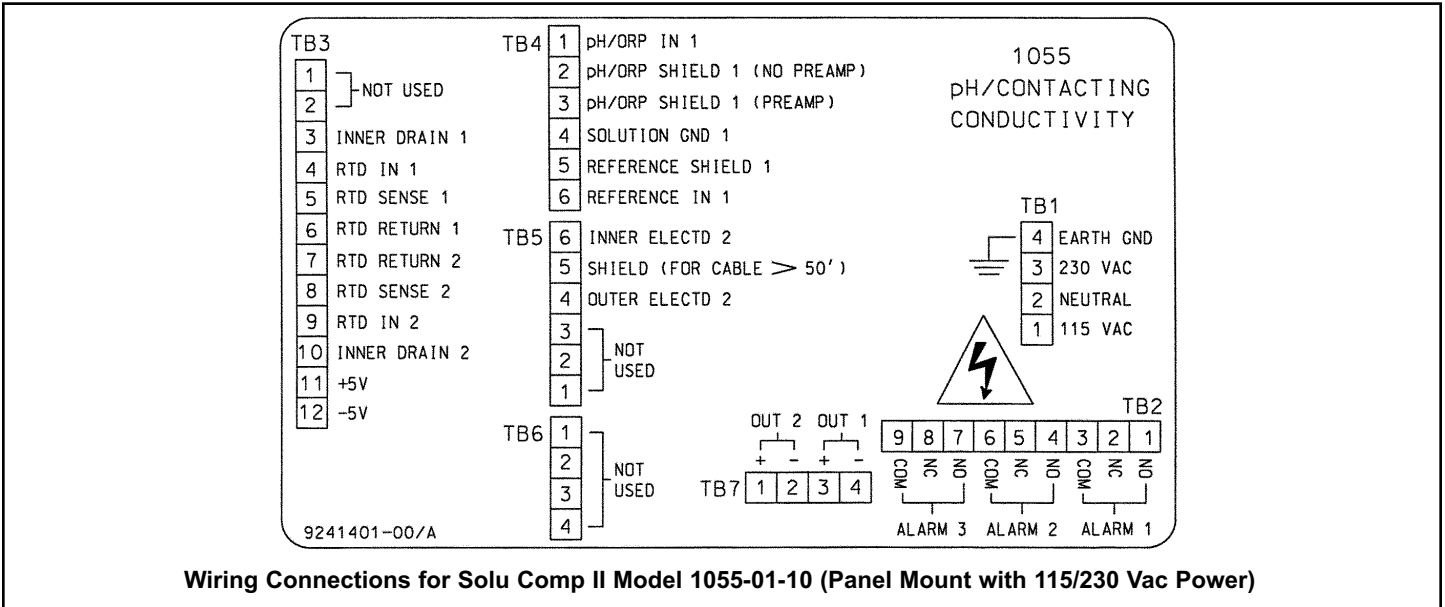 TB3
1
2
NOT USED
3 INNER DRAIN 1
4 RTD IN 1
5 RTD SENSE 1
6 RTD RETURN 1
7 RTD RETURN 2
8 RTD SENSE 2
9 RTD IN 2
10 INNER DRAIN 2
11 +5V
12 -5V
9241401-00/A
TB4
1 pH/ORP IN 1
2 pH/ORP SHIELD 1 (NO PREAMP)
3 pH/ORP SHIELD 1 (PREAMP)
4 SOLUTION GND 1
5 REFERENCE SHIELD 1
6 REFERENCE IN 1
TB5
6 INNER ELECTD 2
5 SHIELD (FOR CABLE > 50')
4 OUTER ELECTD 2
3
2
1
NOT
USED
TB6
1
2
3
4
NOT
USED
1055
pH/CONTACTING
CONDUCTIVITY
TB1
4 EARTH GND
3 230 VAC
2 NEUTRAL
1 115 VAC
OUT 2 OUT 1
+ - + -
TB7 1 2 3 4
TB2
9 8 7 6 5 4 3 2 1
COM NC NO COM NC NO COM NC NO
ALARM 3 ALARM 2 ALARM 1
Wiring Connections for Solu Comp II Model 1055-01-10 (Panel Mount with 115/230 Vac Power)